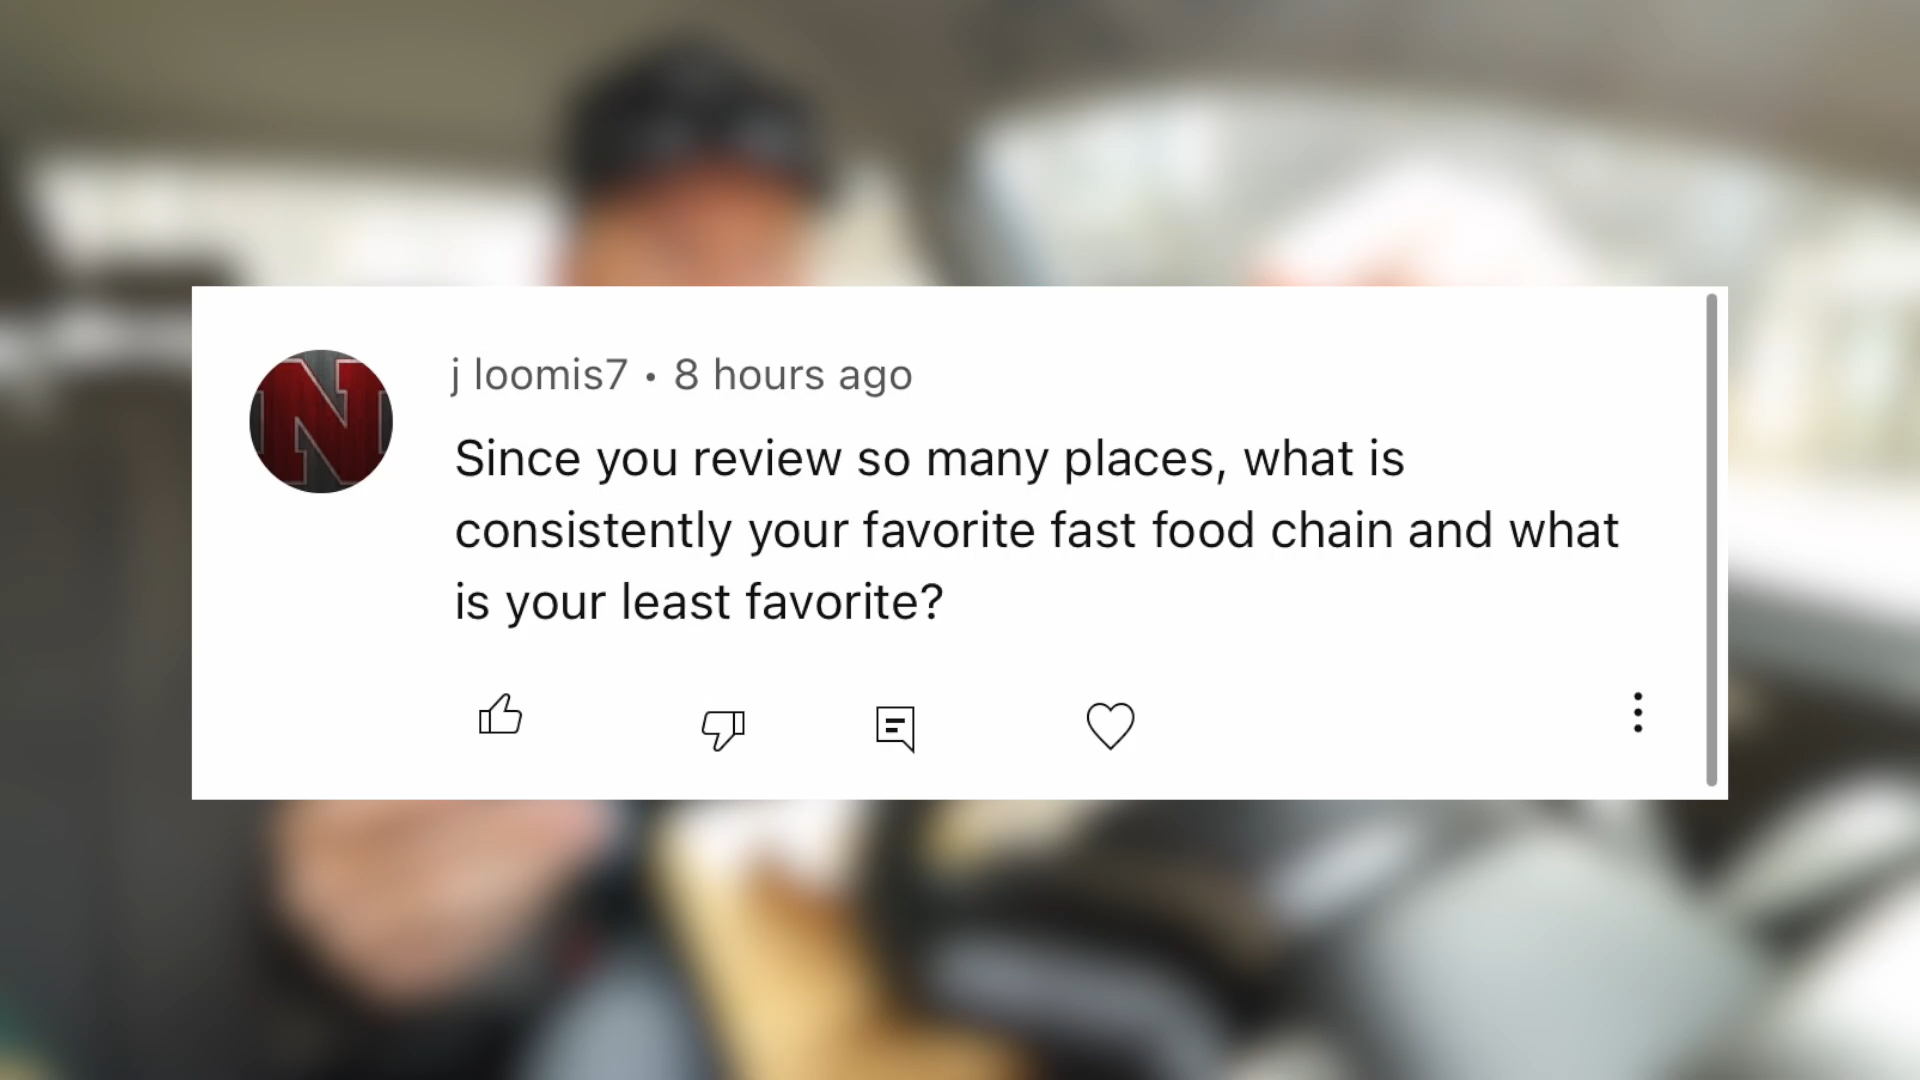 N
j loomis7 • 8 hours ago
Since you review so many places, what is
consistently your favorite fast food chain and what
is your least favorite?